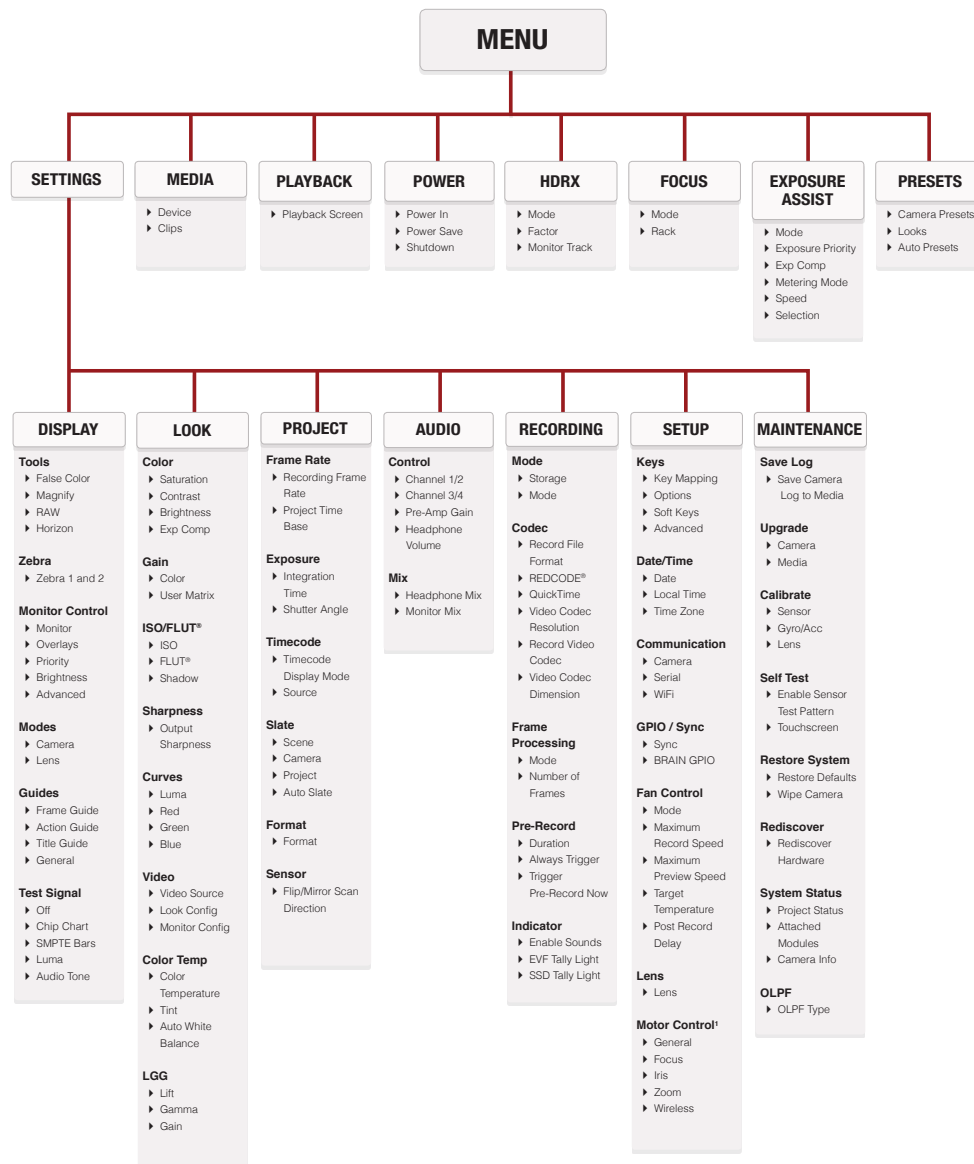 MENU
SETTINGS
MEDIA
Device
Clips
PLAYBACK
Playback Screen
POWER
Power In
Power Save
Shutdown
HDRX
Mode
Factor
Monitor Track
FOCUS
Mode
Rack
EXPOSURE
ASSIST
Mode
Exposure Priority
Exp Comp
Metering Mode
Speed
Selection
PRESETS
Camera Presets
Looks
Auto Presets
DISPLAY
Tools
False Color
Magnify
RAW
Horizon
Zebra
Zebra 1 and 2
Monitor Control
Monitor
Overlays
Priority
Brightness
Advanced
Modes
Camera
Lens
Guides
Frame Guide
Action Guide
Title Guide
General
Test Signal
Off
Chip Chart
SMPTE Bars
Luma
Audio Tone
LOOK
Color
Saturation
Contrast
Brightness
Exp Comp
Gain
Color
User Matrix
ISO/FLUT®
ISO
FLUT®
Shadow
Sharpness
Output
Sharpness
Curves
Luma
Red
Green
Blue
Video
Video Source
Look Config
Monitor Config
Color Temp
Color
Temperature
Tint
Auto White
Balance
LGG
Lift
Gamma
Gain
PROJECT
Frame Rate
Recording Frame
Rate
Project Time
Base
Exposure
Integration
Time
Shutter Angle
Timecode
Timecode
Display Mode
Source
Slate
Scene
Camera
Project
Auto Slate
Format
Format
Sensor
Flip/Mirror Scan
Direction
AUDIO
Control
Channel 1/2
Channel 3/4
Pre-Amp Gain
Headphone
Volume
Mix
Headphone Mix
Monitor Mix
RECORDING
Mode
Storage
Mode
Codec
Record File
Format
REDCODE®
QuickTime
Video Codec
Resolution
Record Video
Codec
Video Codec
Dimension
Frame
Processing
Mode
Number of
Frames
Pre-Record
Duration
Always Trigger
Trigger
Pre-Record Now
Indicator
Enable Sounds
EVF Tally Light
SSD Tally Light
SETUP
Keys
Key Mapping
Options
Soft Keys
Advanced
Date/Time
Date
Local Time
Time Zone
Communication
Camera
Serial
WiFi
GPIO / Sync
Sync
BRAIN GPIO
Fan Control
Mode
Maximum
Record Speed
Maximum
Preview Speed
Target
Temperature
Post Record
Delay
Lens
Lens
Motor Control¹
General
Focus
Iris
Zoom
Wireless
MAINTENANCE
Save Log
Save Camera
Log to Media
Upgrade
Camera
Media
Calibrate
Sensor
Gyro/Acc
Lens
Self Test
Enable Sensor
Test Pattern
Touchscreen
Restore System
Restore Defaults
Wipe Camera
Rediscover
Rediscover
Hardware
System Status
Project Status
Attached
Modules
Camera Info
OLPF
OLPF Type